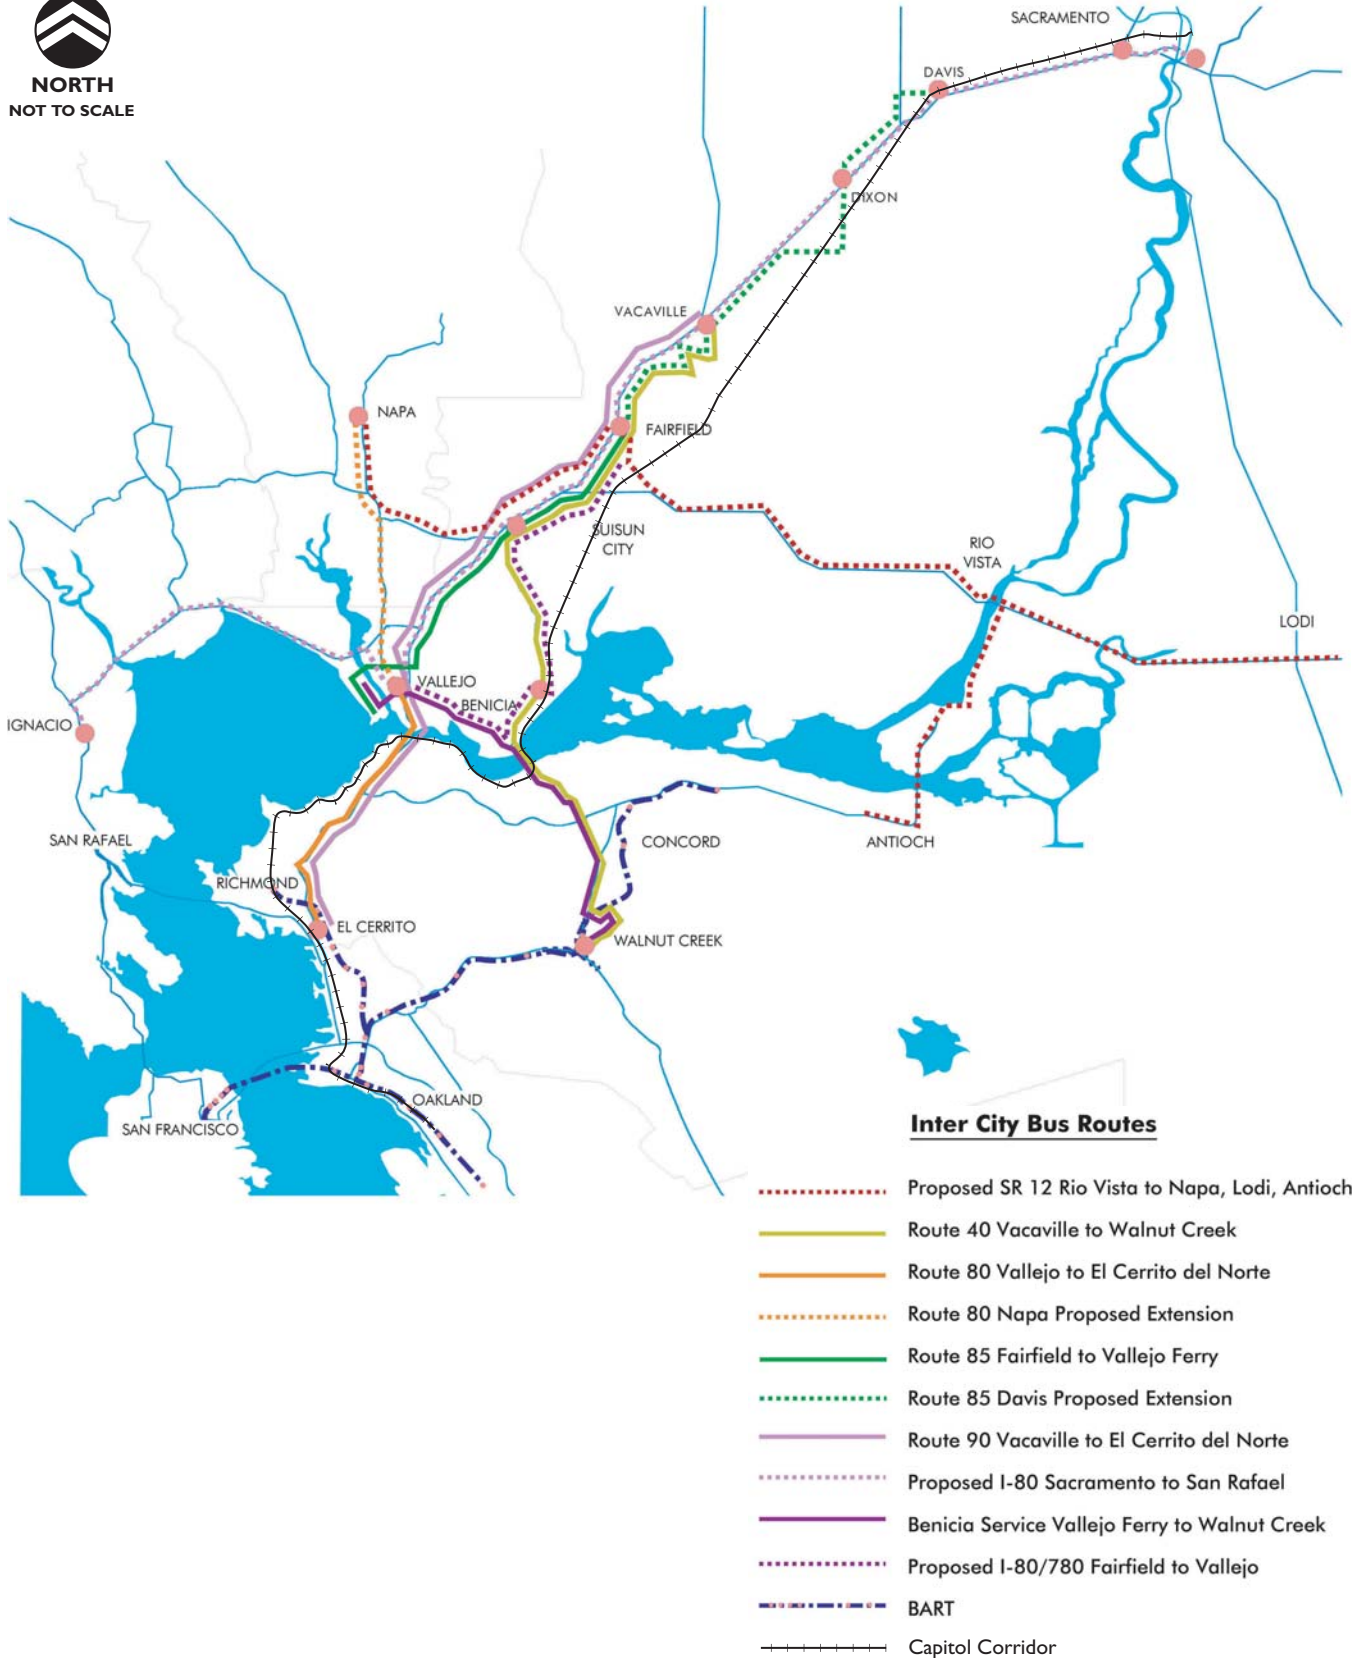 NORTH
NOT TO SCALE
SACRAMENTO
DAVIS
DIXON
VACAVILLE
NAPA
FAIRFIELD
SUISUN
CITY
RIO
VISTA
LODI
VALLEJO
BENICIA
IGNACIO
SAN RAFAEL
CONCORD
ANTIOCH
RICHMOND
EL CERRITO
WALNUT CREEK
OAKLAND
SAN FRANCISCO
Inter City Bus Routes
Proposed SR 12 Rio Vista to Napa, Lodi, Antioch
Route 40 Vacaville to Walnut Creek
Route 80 Vallejo to El Cerrito del Norte
Route 80 Napa Proposed Extension
Route 85 Fairfield to Vallejo Ferry
Route 85 Davis Proposed Extension
Route 90 Vacaville to El Cerrito del Norte
Proposed I-80 Sacramento to San Rafael
Benicia Service Vallejo Ferry to Walnut Creek
Proposed I-80/780 Fairfield to Vallejo
BART
Capitol Corridor